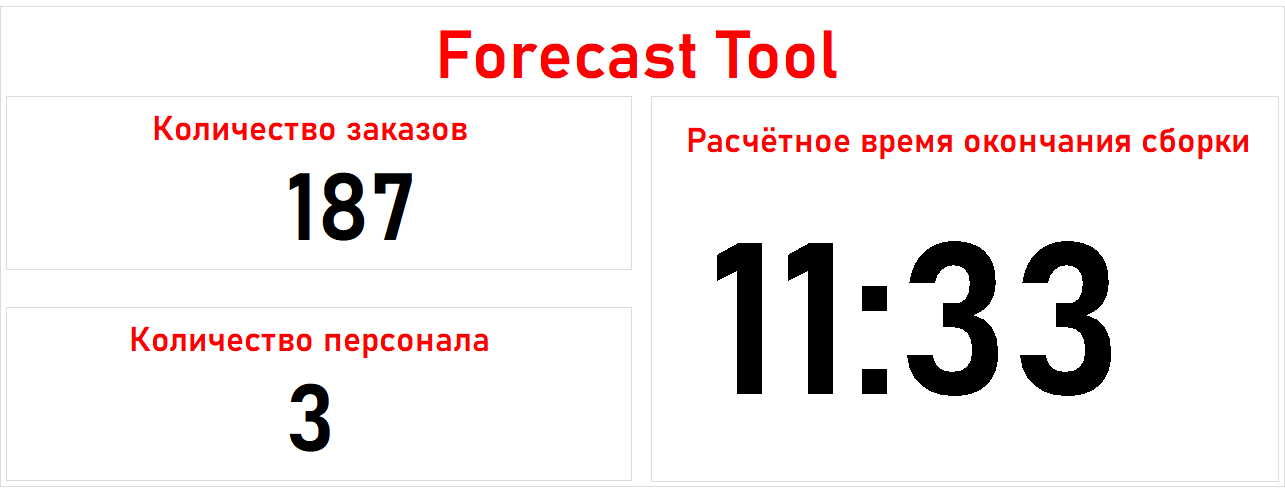 Forecast Tool
Количество заказов
187
Количество персонала
3
Расчётное время окончания сборки
11:33